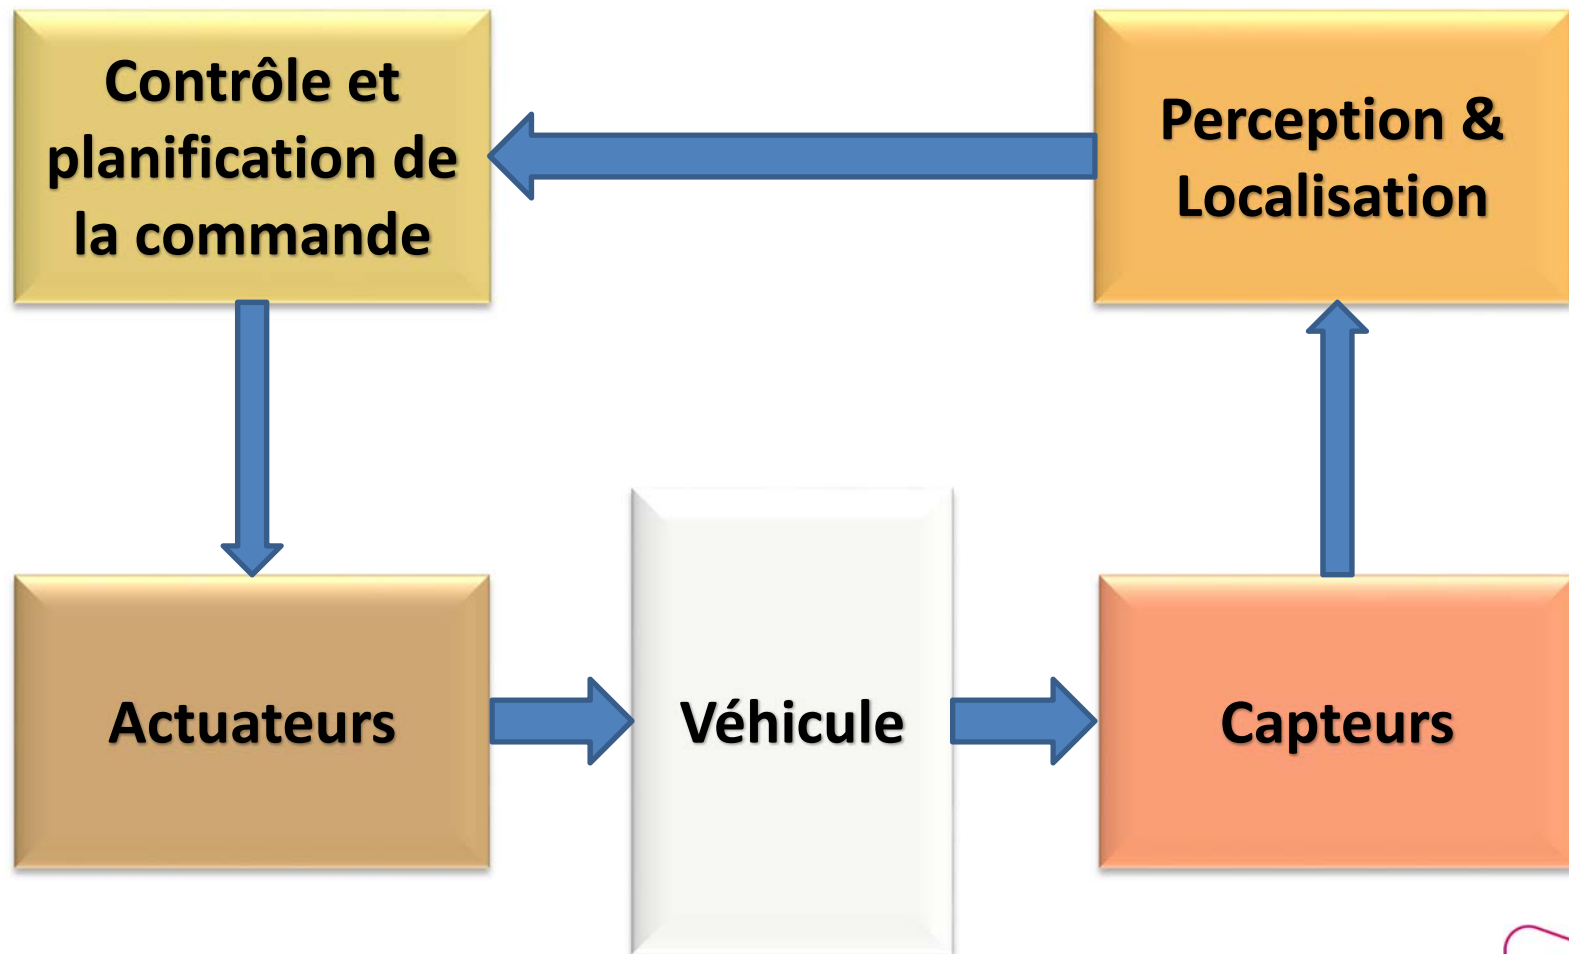 Contrôle et
planification de
la commande
Perception &
Localisation
Actuateurs
Véhicule
Capteurs